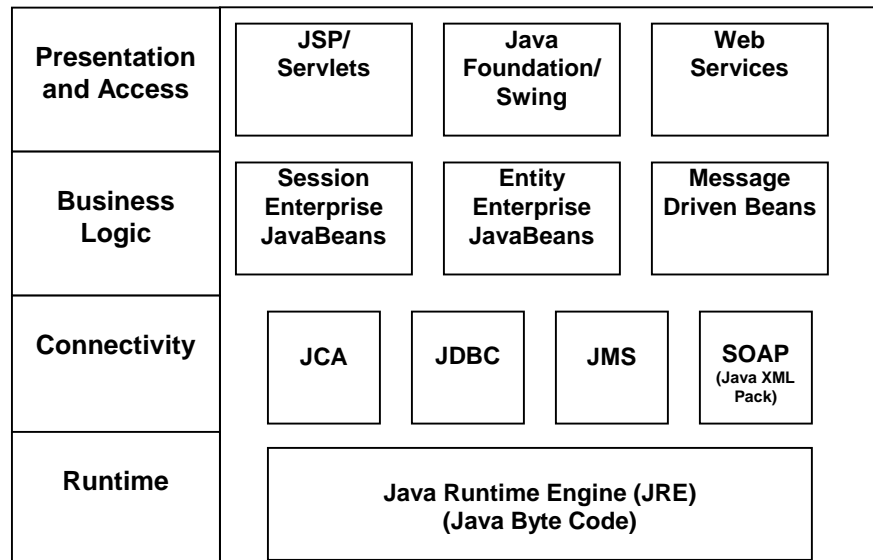 Presentation
and Access
JSP/
Servlets
Java
Foundation/
Swing
Web
Services
Business
Logic
Session
Enterprise
JavaBeans
Entity
Enterprise
JavaBeans
Message
Driven Beans
Connectivity
JCA
JDBC
JMS
SOAP
(Java XML
Pack)
Runtime
Java Runtime Engine (JRE)
(Java Byte Code)